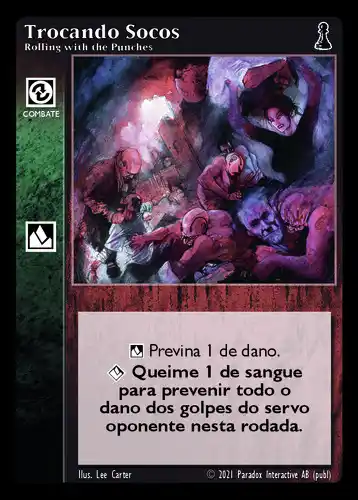 Trocando Socos
Rolling with the Punches
COMBATE
Previna 1 de dano.
Queime 1 de sangue
para prevenir todo o
dano dos golpes do servo
oponente nesta rodada.
Illus. Lee Carter
© 2021 Paradox Interactive AB (publ)